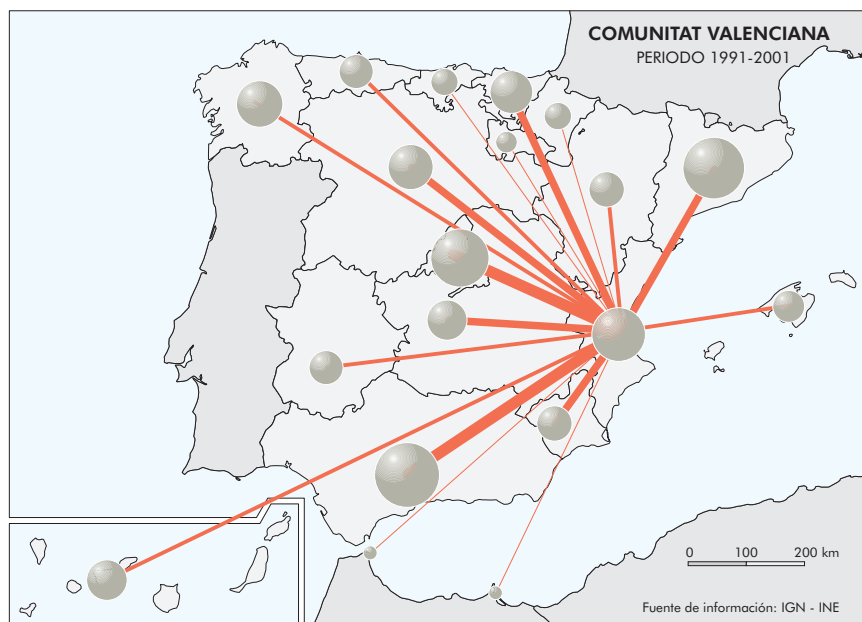 COMUNITAT VALENCIANA
PERIODO 1991-2001
0 100 200 km
Fuente de información: IGN - INE